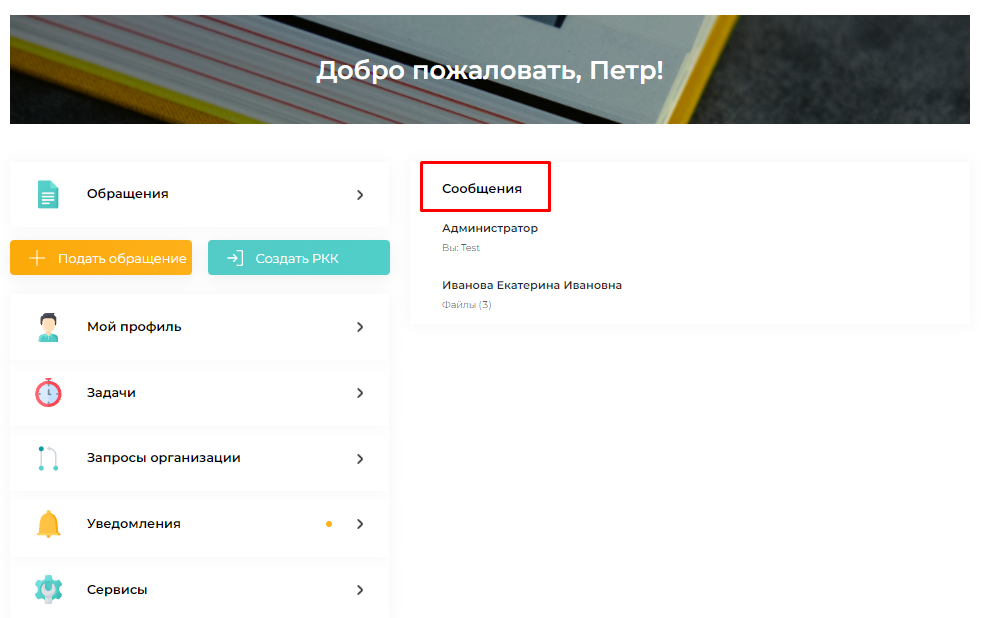 Добро пожаловать, Петр!
Обращения
Подать обращение
Создать РКК
Мой профиль
Задачи
Запросы организации
Уведомления
Сервисы
Сообщения
Администратор
Вы: Test
Иванова Екатерина Ивановна
Файлы (3)